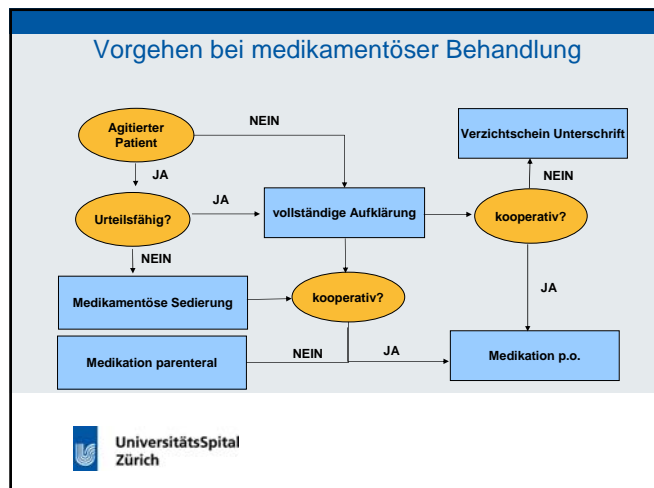 Vorgehen bei medikamentöser Behandlung
Agitierter
Patient
NEIN
Verzichtschein Unterschrift
JA
NEIN
Urteilsfähig?
JA
vollständige Aufklärung
kooperativ?
NEIN
Medikamentöse Sedierung
kooperativ?
JA
Medikation parenteral
NEIN
JA
Medikation p.o.
UniversitätsSpital
Zürich